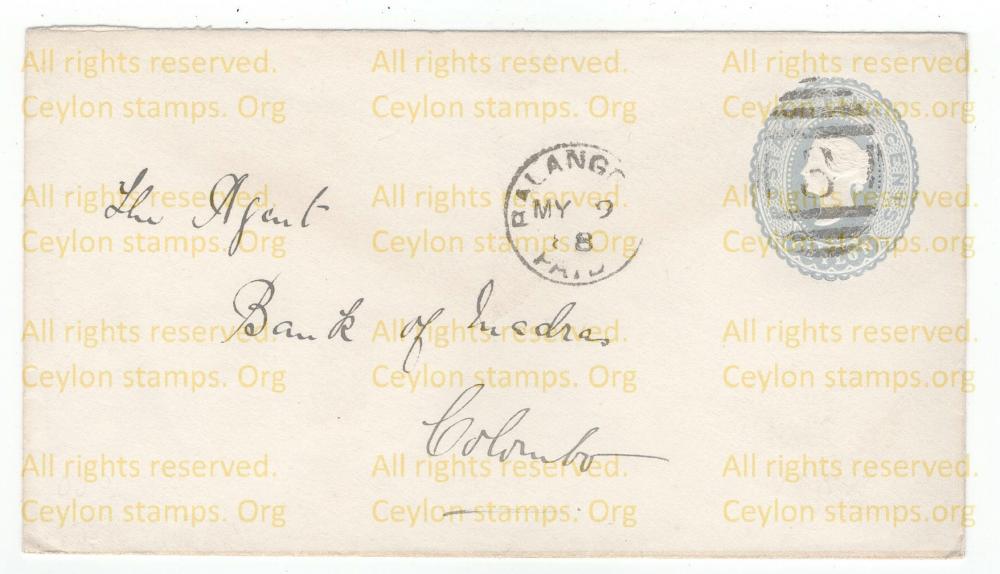 All rights reserved. All rights reserved. All rights reserved.
Ceylon stamps. Org Ceylon stamps. Org Ceylon stamps. Org
CENTS
BALANGO
MY 9
88
PAID
All rights reserved. All rights reserved. All rights reserved.
Ceylon stamps. Org Ceylon stamps. Org Ceylon stamps. Org
The Agent
Bank of Madras
All rights reserved. All rights reserved. All rights reserved.
Ceylon stamps. Org Ceylon stamps. Org Ceylon stamps. Org
Colombo
All rights reserved. All rights reserved. All rights reserved.
Ceylon stamps. Org Ceylon stamps. Org Ceylon stamps. Org